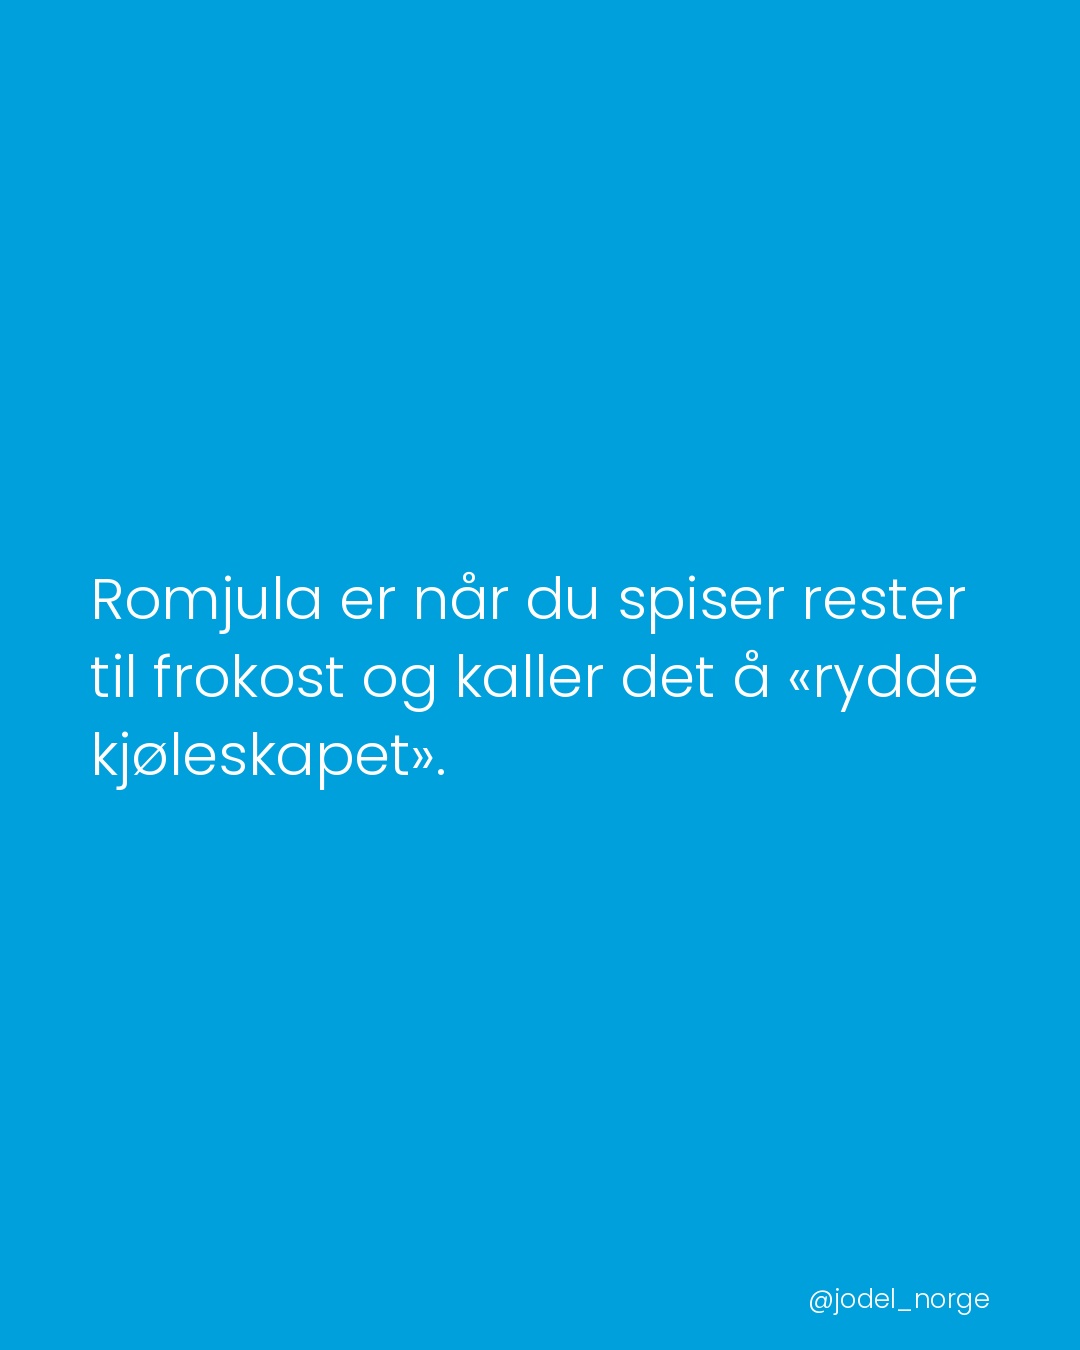 Romjula er når du spiser rester
til frokost og kaller det å «rydde
kjøleskapet».
@jodel_norge